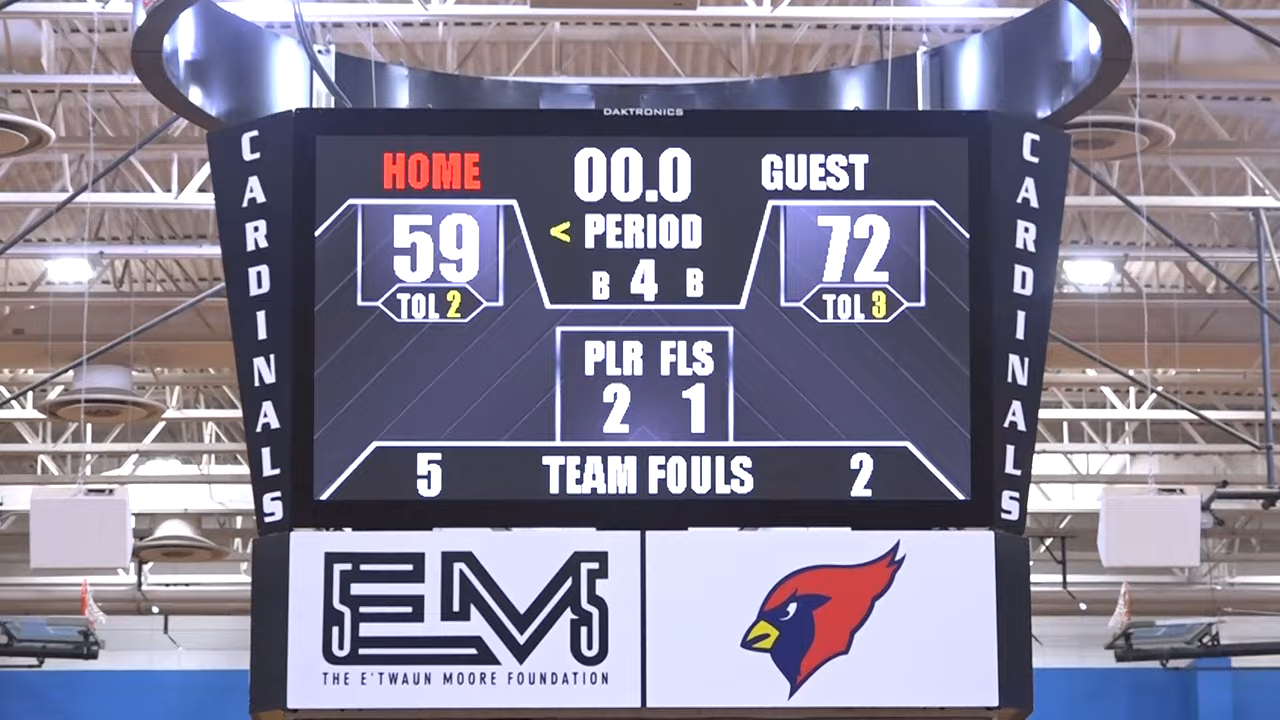 DAKTRONICS
CARDINALS
HOME 00.0 GUEST
59 < PERIOD 72
B 4 B
TOL 2 TOL 3
PLR FLS
2 1
5 TEAM FOULS 2
CARDINALS
5EM5
THE E'TWAUN MOORE FOUNDATION